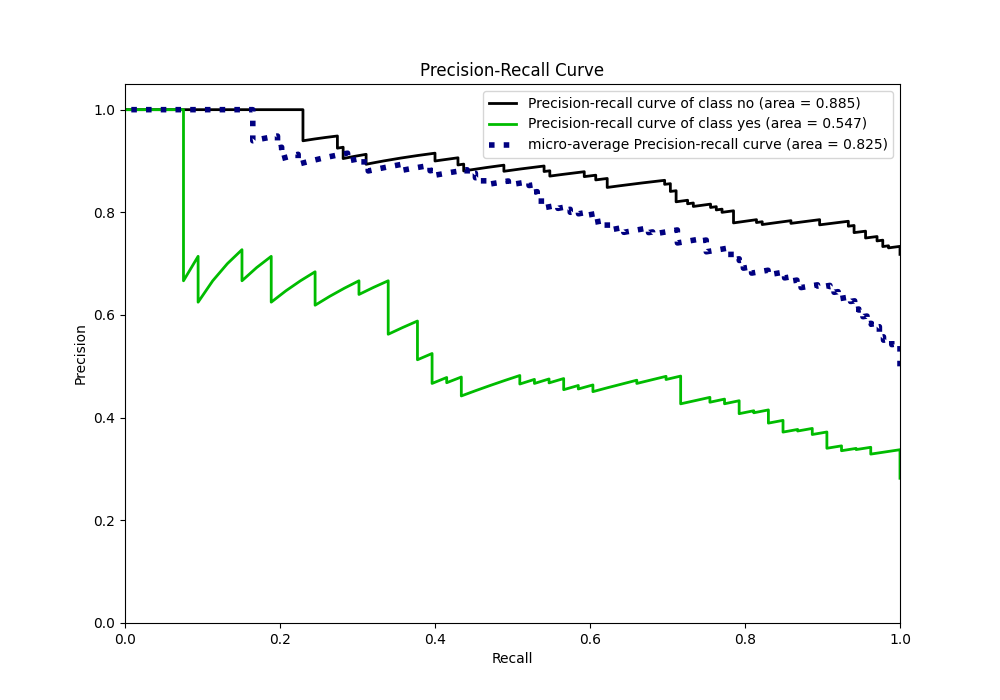 Precision-Recall Curve
Precision-recall curve of class no (area = 0.885)
Precision-recall curve of class yes (area = 0.547)
micro-average Precision-recall curve (area = 0.825)
1.0
0.8
0.6
0.4
0.2
0.0
Precision
0.0 0.2 0.4 0.6 0.8 1.0
Recall